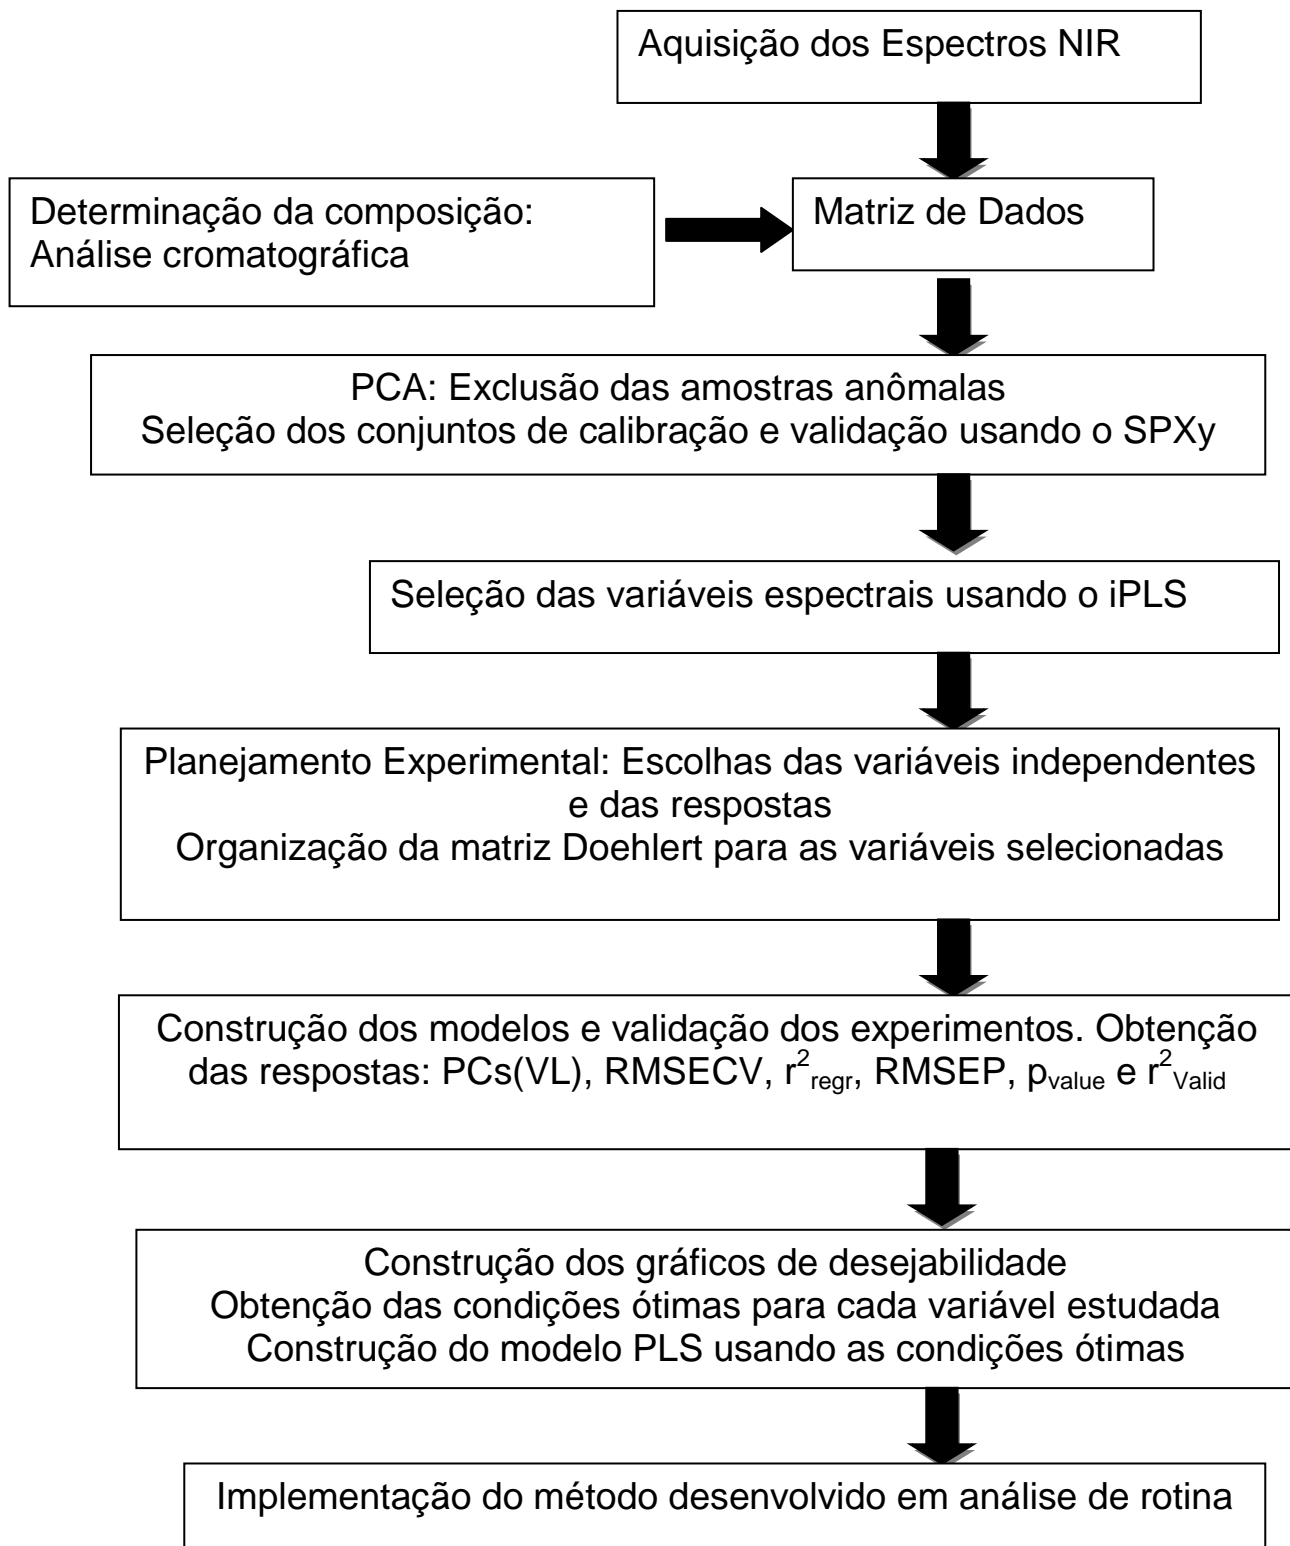 Aquisição dos Espectros NIR
Determinação da composição:
Análise cromatográfica
Matriz de Dados
PCA: Exclusão das amostras anômalas
Seleção dos conjuntos de calibração e validação usando o SPXy
Seleção das variáveis espectrais usando o iPLS
Planejamento Experimental: Escolhas das variáveis independentes
e das respostas
Organização da matriz Doehlert para as variáveis selecionadas
Construção dos modelos e validação dos experimentos. Obtenção
das respostas: PCs(VL), RMSECV, r²regr, RMSEP, pvalue e r²Valid
Construção dos gráficos de desejabilidade
Obtenção das condições ótimas para cada variável estudada
Construção do modelo PLS usando as condições ótimas
Implementação do método desenvolvido em análise de rotina